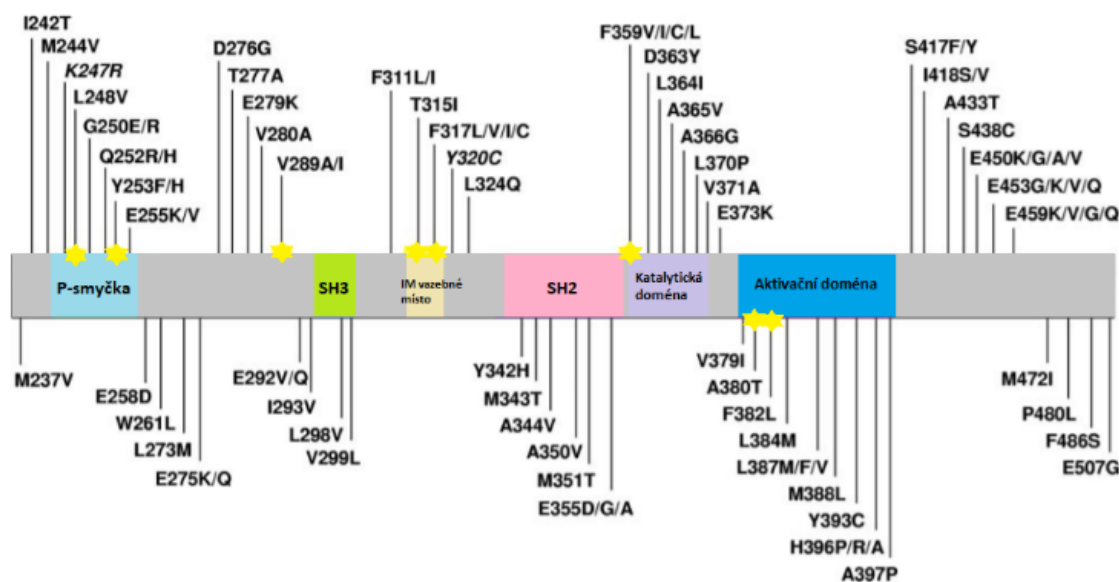 I242T
M244V
K247R
L248V
G250E/R
Q252R/H
Y253F/H
E255K/V
D276G
T277A
E279K
V280A
V289A/I
F311L/I
T315I
F317L/V/I/C
Y320C
L324Q
F359V/I/C/L
D363Y
L364I
A365V
A366G
L370P
V371A
E373K
S417F/Y
I418S/V
A433T
S438C
E450K/G/A/V
E453G/K/V/Q
E459K/V/G/Q
P-smyčka
SH3
IM vazebné
místo
SH2
Katalytická
doména
Aktivační doména
M237V
E258D
W261L
L273M
E275K/Q
E292V/Q
I293V
L298V
V299L
Y342H
M343T
A344V
A350V
M351T
E355D/G/A
V379I
A380T
F382L
L384M
L387M/F/V
M388L
Y393C
H396P/R/A
A397P
M472I
P480L
F486S
E507G